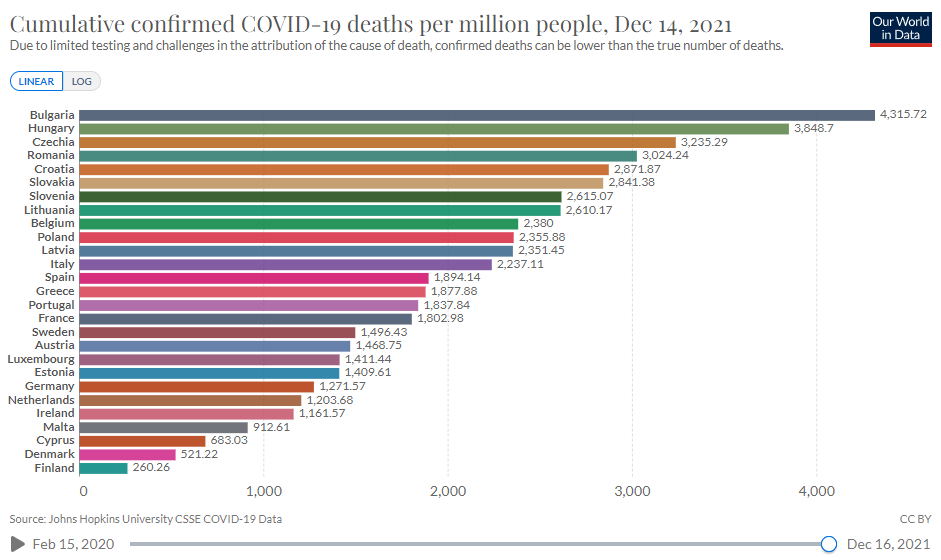 Cumulative confirmed COVID-19 deaths per million people, Dec 14, 2021
Our World
in Data
Due to limited testing and challenges in the attribution of the cause of death, confirmed deaths can be lower than the true number of deaths.
LINEAR LOG
Bulgaria 4,315.72
Hungary 3,848.7
Czechia 3,235.29
Romania 3,024.24
Croatia 2,871.87
Slovakia 2,841.38
Slovenia 2,615.07
Lithuania 2,610.17
Belgium 2,380
Poland 2,355.88
Latvia 2,351.45
Italy 2,237.11
Spain 1,894.14
Greece 1,877.88
Portugal 1,837.84
France 1,802.98
Sweden 1,496.43
Austria 1,468.75
Luxembourg 1,411.44
Estonia 1,409.61
Germany 1,271.57
Netherlands 1,203.68
Ireland 1,161.57
Malta 912.61
Cyprus 683.03
Denmark 521.22
Finland 260.26
0 1,000 2,000 3,000 4,000
Source: Johns Hopkins University CSSE COVID-19 Data CC BY
Feb 15, 2020 Dec 16, 2021